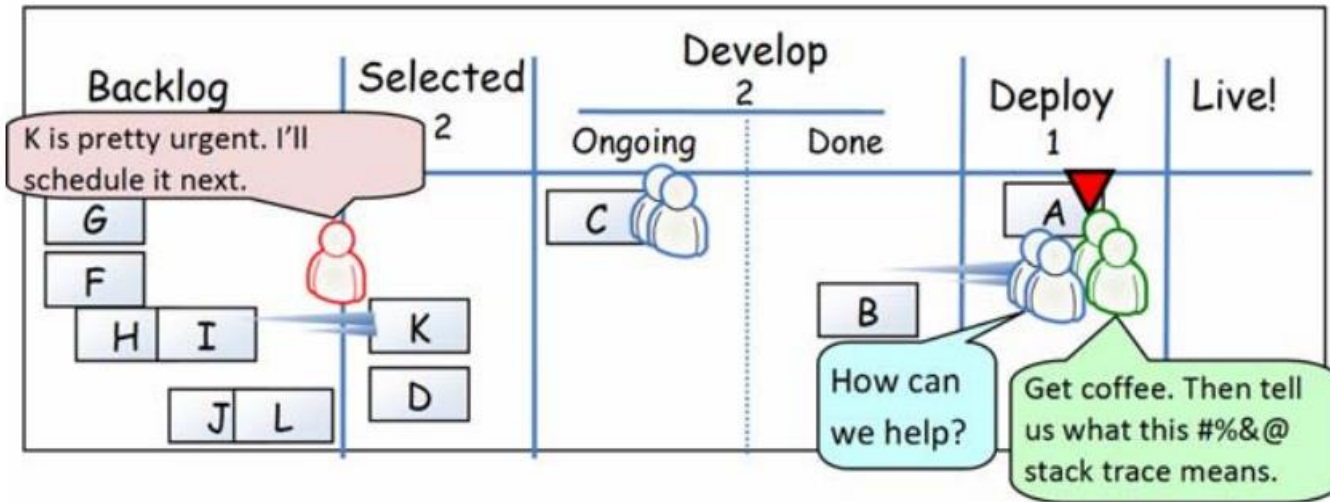 Backlog
Selected
2
Develop
2
Ongoing
Done
Deploy
1
Live!
K is pretty urgent. I'll
schedule it next.
G
F
H I
J L
K
D
C
B
A
How can
we help?
Get coffee. Then tell
us what this #%&@
stack trace means.